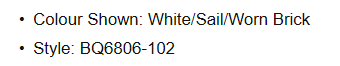 • Colour Shown: White/Sail/Worn Brick
• Style: BQ6806-102